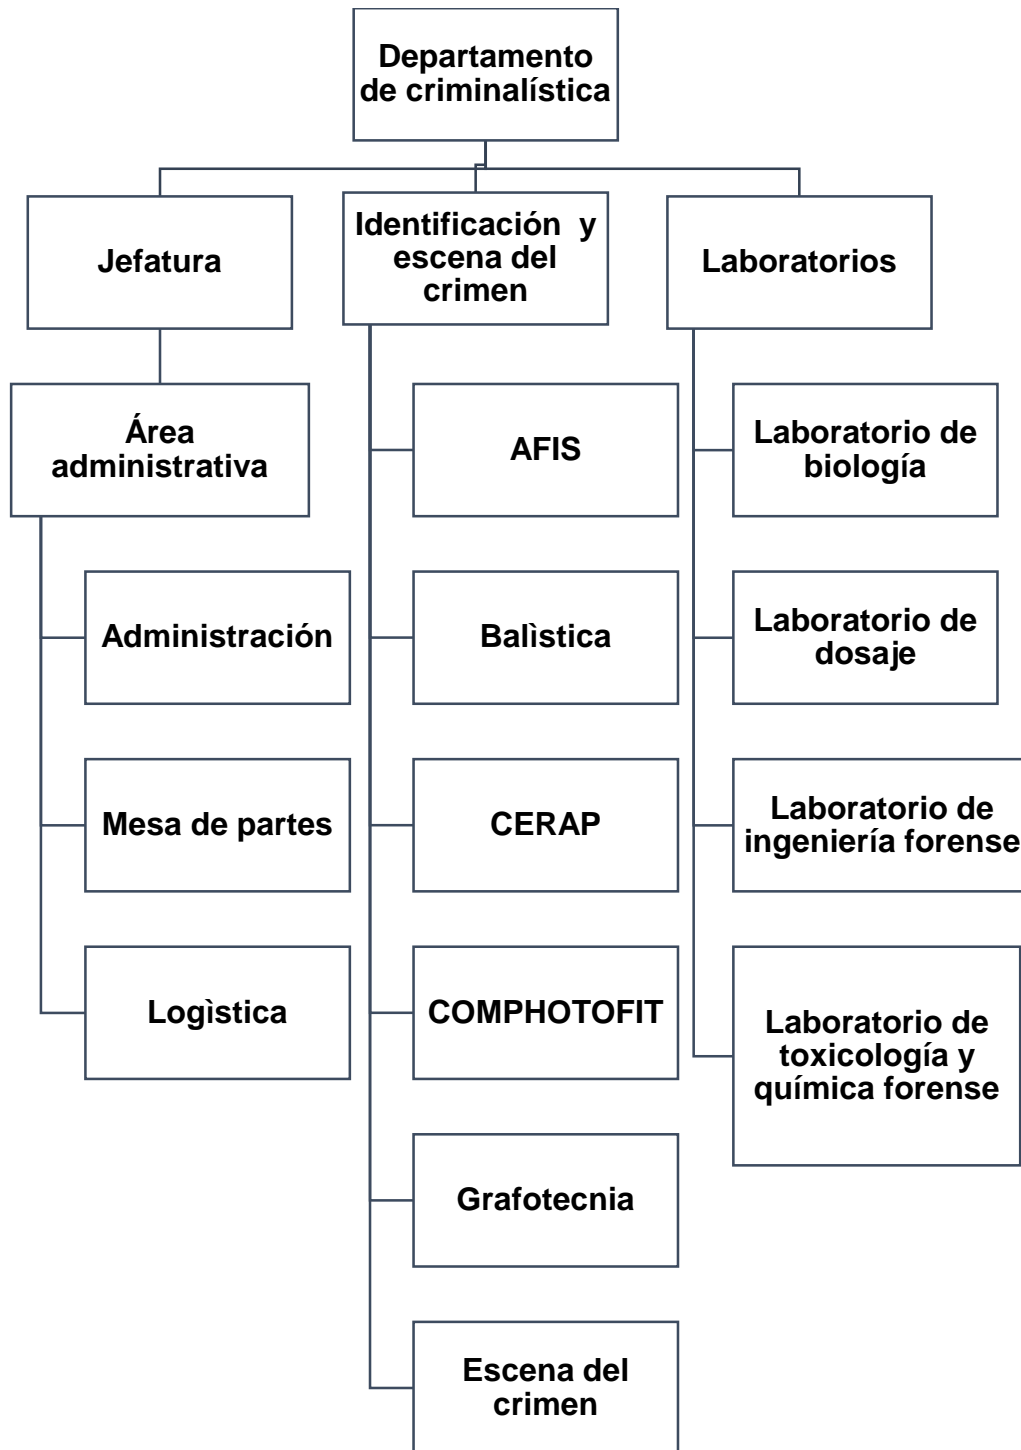 Departamento
de criminalística
Jefatura
Identificación y
escena del
crimen
Laboratorios
Área
administrativa
AFIS
Laboratorio de
biología
Administración
Balìstica
Laboratorio de
dosaje
Mesa de partes
CERAP
Laboratorio de
ingeniería forense
Logìstica
COMPHOTOFIT
Laboratorio de
toxicología y
química forense
Grafotecnia
Escena del
crimen